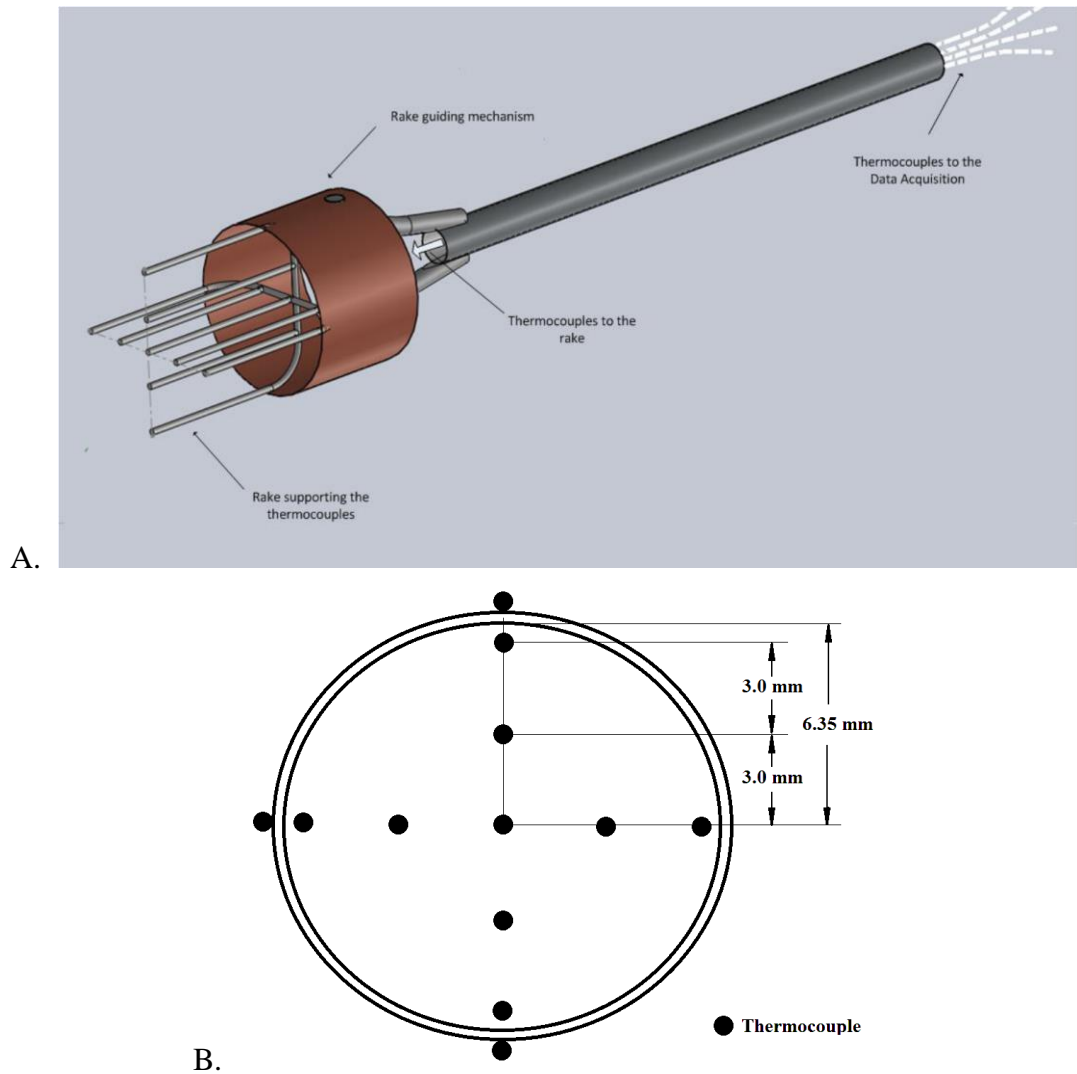 Rake guiding mechanism
Thermocouples to the
Data Acquisition
Thermocouples to the
rake
Rake supporting the
thermocouples
A.
3.0 mm
6.35 mm
3.0 mm
Thermocouple
B.